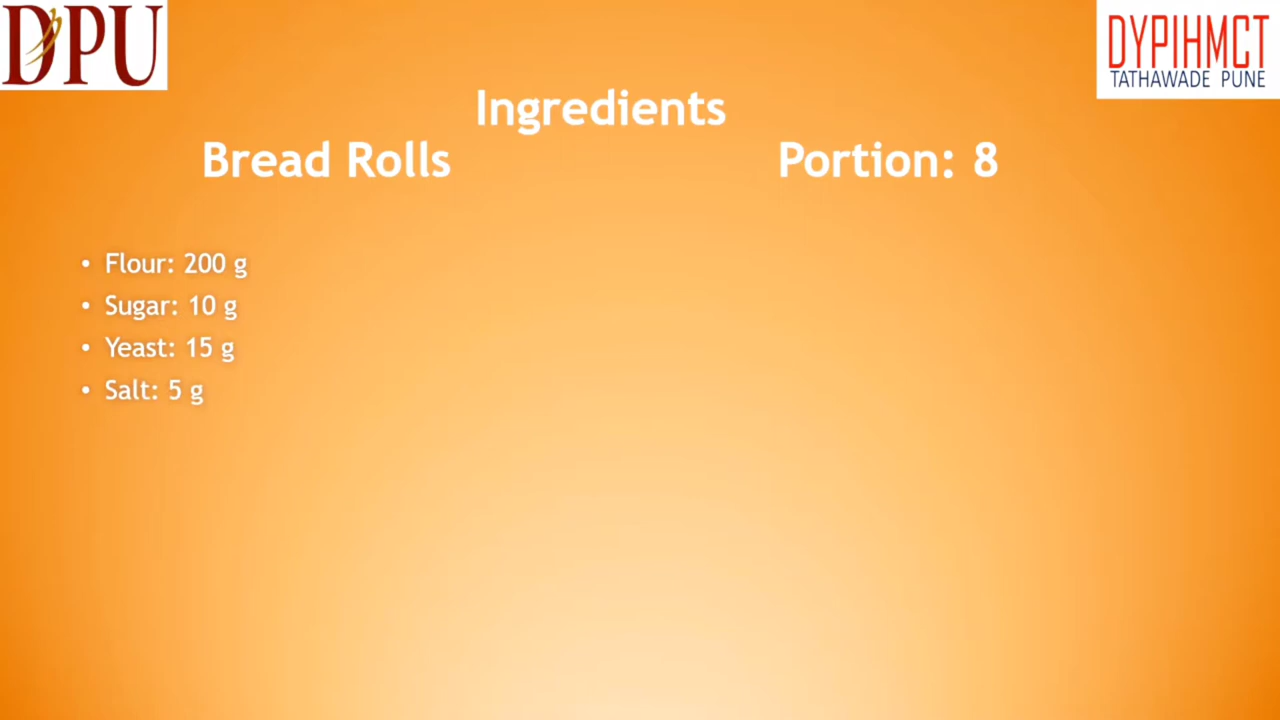 DPU
DYPIHMCT
TATHAWADE PUNE
Ingredients
Bread Rolls Portion: 8
• Flour: 200 g
• Sugar: 10 g
• Yeast: 15 g
• Salt: 5 g